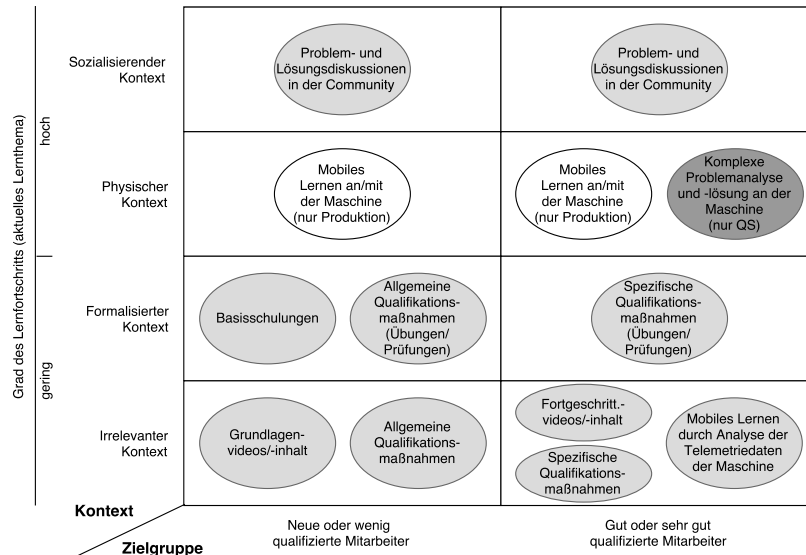 Grad des Lernfortschritts (aktuelles Lernthema)
hoch
gering
Sozialisierender
Kontext
Problem- und
Lösungsdiskussionen
in der Community
Problem- und
Lösungsdiskussionen
in der Community
Physischer
Kontext
Mobiles
Lernen an/mit
der Maschine
(nur Produktion)
Mobiles
Lernen an/mit
der Maschine
(nur Produktion)
Komplexe
Problemanalyse
und -lösung an der
Maschine
(nur QS)
Formalisierter
Kontext
Basisschulungen
Allgemeine
Qualifikations-
maßnahmen
(Übungen/
Prüfungen)
Spezifische
Qualifikations-
maßnahmen
(Übungen/
Prüfungen)
Irrelevanter
Kontext
Grundlagen-
videos/-inhalt
Allgemeine
Qualifikations-
maßnahmen
Fortgeschritt.-
videos/-inhalt
Spezifische
Qualifikations-
maßnahmen
Mobiles Lernen
durch Analyse der
Telemetriedaten
der Maschine
Kontext
Zielgruppe
Neue oder wenig
qualifizierte Mitarbeiter
Gut oder sehr gut
qualifizierte Mitarbeiter